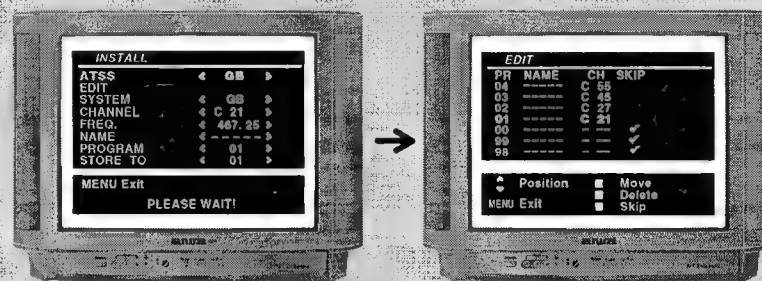 INSTALL
ATSS < GB >
EDIT
SYSTEM < GB >
CHANNEL < C 21 >
FREQ. < 467.25 >
NAME < ----- >
PROGRAM < 01 >
STORE TO < 01 >
MENU Exit
PLEASE WAIT!
EDIT
PR NAME CH SKIP
04 ----- C 55
03 ----- C 45
02 ----- C 27
01 ----- C 21
00 ----- - -- ✔
99 ----- - -- ✔
98 ----- - -- ✔
Position Move
Delete
MENU Exit Skip